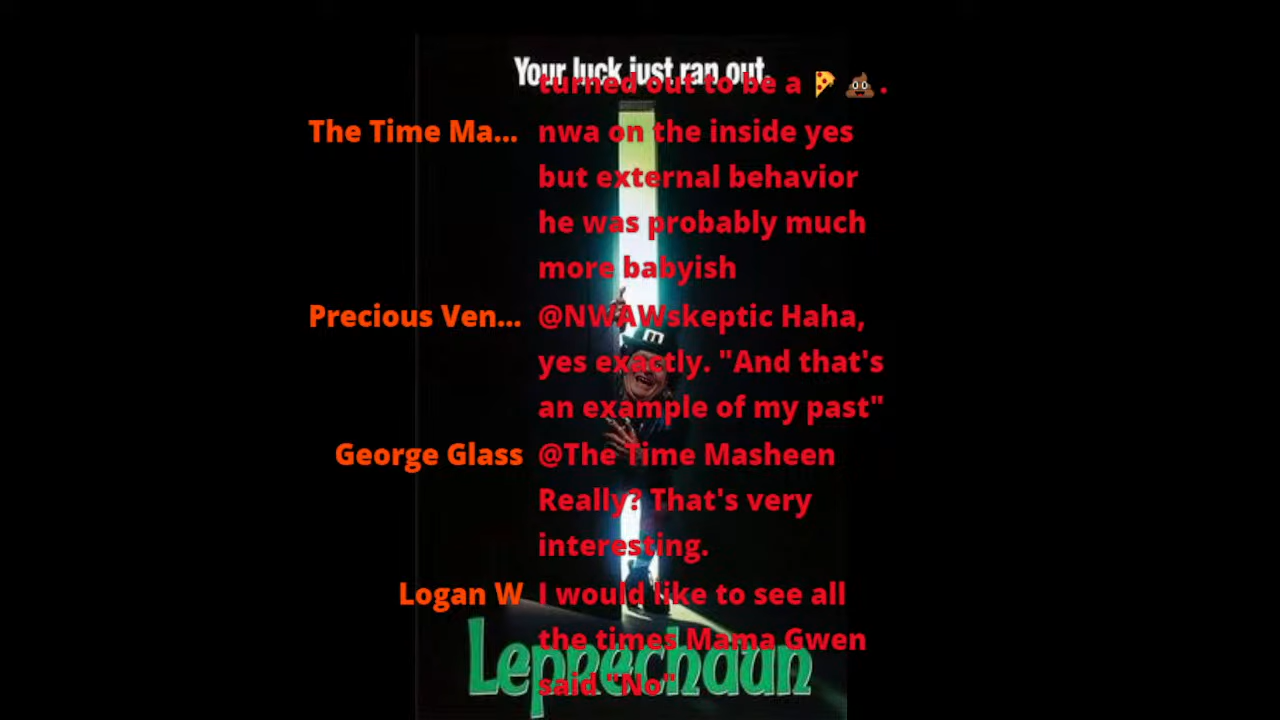 Your luck just ran out.
turned out to be a 🍕 💩.
The Time Ma... nwa on the inside yes
but external behavior
he was probably much
more babyish
Precious Ven... @NWAWskeptic Haha,
yes exactly. "And that's
an example of my past"
George Glass @The Time Masheen
Really? That's very
interesting.
Logan W I would like to see all
the times Mama Gwen
said "No"
Leprechaun